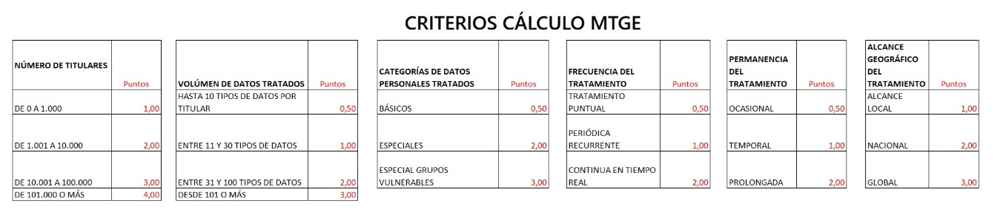 CRITERIOS CÁLCULO MTGE
NÚMERO DE TITULARES
Puntos
DE 0 A 1.000
1,00
DE 1.001 A 10.000
2,00
DE 10.001 A 100.000
3,00
DE 101.000 O MÁS
4,00
VOLÚMEN DE DATOS TRATADOS
Puntos
HASTA 10 TIPOS DE DATOS POR
TITULAR
0,50
ENTRE 11 Y 30 TIPOS DE DATOS
1,00
ENTRE 31 Y 100 TIPOS DE DATOS
2,00
DESDE 101 O MÁS
3,00
CATEGORÍAS DE DATOS
PERSONALES TRATADOS
Puntos
BÁSICOS
0,50
ESPECIALES
2,00
ESPECIAL GRUPOS
VULNERABLES
3,00
FRECUENCIA DEL
TRATAMIENTO
Puntos
TRATAMIENTO
PUNTUAL
0,50
PERIÓDICA
RECURRENTE
1,00
CONTINUA EN TIEMPO
REAL
2,00
PERMANENCIA
DEL
TRATAMIENTO
Puntos
OCASIONAL
0,50
TEMPORAL
1,00
PROLONGADA
2,00
ALCANCE
GEOGRÁFICO
DEL
TRATAMIENTO
Puntos
ALCANCE
LOCAL
1,00
NACIONAL
2,00
GLOBAL
3,00